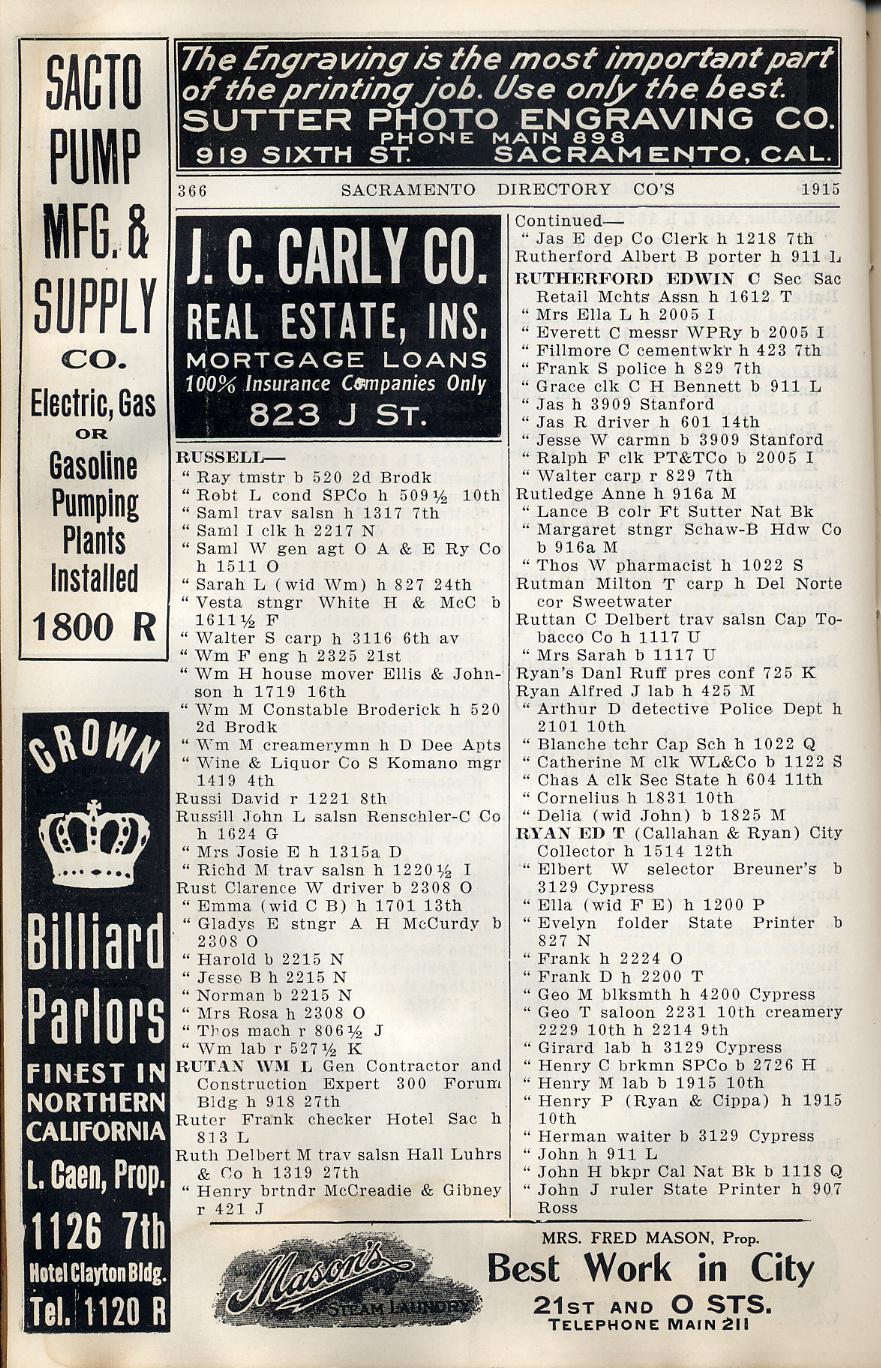 SACTO
PUMP
MFG. &
SUPPLY
CO.
Electric, Gas
OR
Gasoline
Pumping
Plants
Installed
1800 R
CROWN
Billiard
Parlors
FINEST IN
NORTHERN
CALIFORNIA
L. Caen, Prop.
1126 7th
Hotel Clayton Bldg.
Tel. 1120 R
The Engraving is the most important part
of the printing job. Use only the best.
SUTTER PHOTO ENGRAVING CO.
PHONE MAIN 898
919 SIXTH ST. SACRAMENTO, CAL.
366 SACRAMENTO DIRECTORY CO'S 1915
J. C. CARLY CO.
REAL ESTATE, INS.
MORTGAGE LOANS
100% Insurance Companies Only
823 J ST.
RUSSELL—
" Ray tmstr b 520 2d Brodk
" Robt L cond SPCo h 509½ 10th
" Saml trav salsn h 1317 7th
" Saml I clk h 2217 N
" Saml W gen agt O A & E Ry Co
h 1511 O
" Sarah L (wid Wm) h 827 24th
" Vesta stngr White H & McC b
1611½ F
" Walter S carp h 3116 6th av
" Wm F eng h 2325 21st
" Wm H house mover Ellis & John-
son h 1719 16th
" Wm M Constable Broderick h 520
2d Brodk
" Wm M creamerymn h D Dee Apts
" Wine & Liquor Co S Komano mgr
1419 4th
Russi David r 1221 8th
Russill John L salsn Renschler-C Co
h 1624 G
" Mrs Josie E h 1315a D
" Richd M trav salsn h 1220½ I
Rust Clarence W driver b 2308 O
" Emma (wid C B) h 1701 13th
" Gladys E stngr A H McCurdy b
2308 O
" Harold b 2215 N
" Jesse B h 2215 N
" Norman b 2215 N
" Mrs Rosa h 2308 O
" Thos mach r 806½ J
" Wm lab r 527½ K
RUTAN WM L Gen Contractor and
Construction Expert 300 Forum
Bldg h 918 27th
Ruter Frank checker Hotel Sac h
813 L
Ruth Delbert M trav salsn Hall Luhrs
& Co h 1319 27th
" Henry brtndr McCreadie & Gibney
r 421 J
Continued—
" Jas E dep Co Clerk h 1218 7th
Rutherford Albert B porter h 911 L
RUTHERFORD EDWIN C Sec Sac
Retail Mchts Assn h 1612 T
" Mrs Ella L h 2005 I
" Everett C messr WPRy b 2005 I
" Fillmore C cementwkr h 423 7th
" Frank S police h 829 7th
" Grace clk C H Bennett b 911 L
" Jas h 3909 Stanford
" Jas R driver h 601 14th
" Jesse W carmn b 3909 Stanford
" Ralph F clk PT&TCo b 2005 I
" Walter carp r 829 7th
Rutledge Anne h 916a M
" Lance B colr Ft Sutter Nat Bk
" Margaret stngr Schaw-B Hdw Co
b 916a M
" Thos W pharmacist h 1022 S
Rutman Milton T carp h Del Norte
cor Sweetwater
Ruttan C Delbert trav salsn Cap To-
bacco Co h 1117 U
" Mrs Sarah b 1117 U
Ryan's Danl Ruff pres conf 725 K
Ryan Alfred J lab h 425 M
" Arthur D detective Police Dept h
2101 10th
" Blanche tchr Cap Sch h 1022 Q
" Catherine M clk WL&Co b 1122 S
" Chas A clk Sec State h 604 11th
" Cornelius h 1831 10th
" Delia (wid John) b 1825 M
RYAN ED T (Callahan & Ryan) City
Collector h 1514 12th
" Elbert W selector Breuner's b
3129 Cypress
" Ella (wid F E) h 1200 P
" Evelyn folder State Printer b
827 N
" Frank h 2224 O
" Frank D h 2200 T
" Geo M blksmth h 4200 Cypress
" Geo T saloon 2231 10th creamery
2229 10th h 2214 9th
" Girard lab h 3129 Cypress
" Henry C brkmn SPCo b 2726 H
" Henry M lab b 1915 10th
" Henry P (Ryan & Cippa) h 1915
10th
" Herman waiter b 3129 Cypress
" John h 911 L
" John H bkpr Cal Nat Bk b 1118 Q
" John J ruler State Printer h 907
Ross
Mason's
STEAM LAUNDRY
MRS. FRED MASON, Prop.
Best Work in City
21ST AND O STS.
TELEPHONE MAIN 211